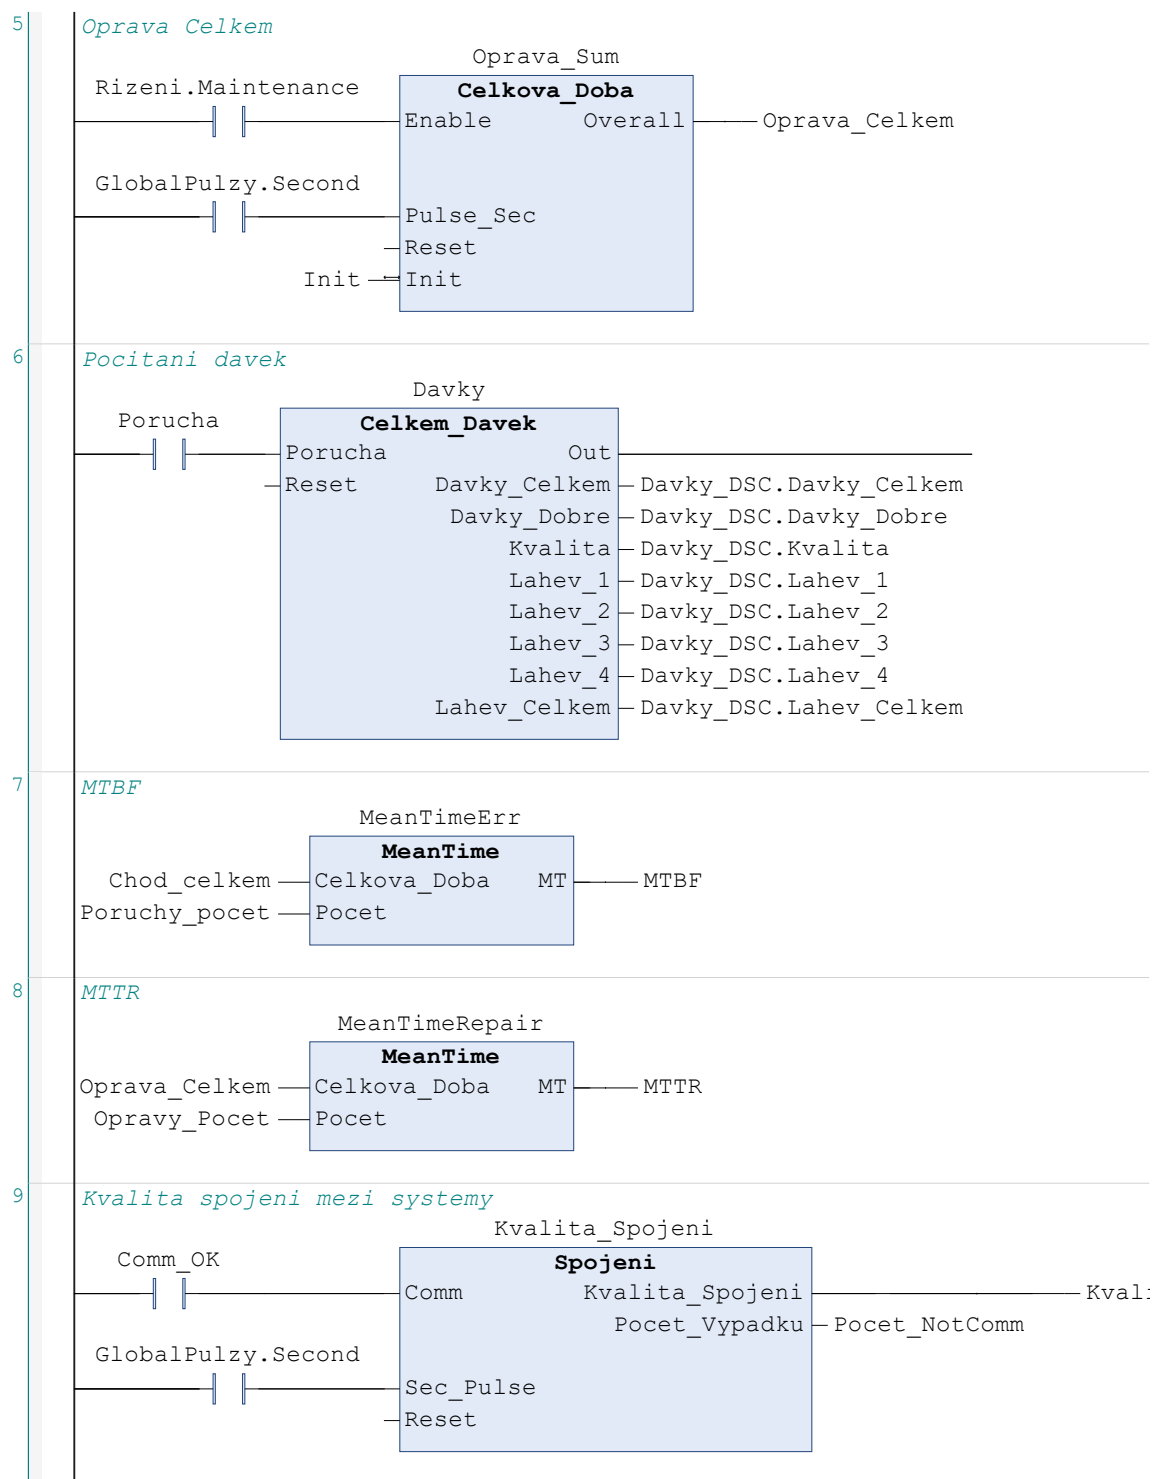 5
Oprava Celkem
Oprava_Sum
Rizeni.Maintenance
Celkova_Doba
Enable Overall Oprava_Celkem
GlobalPulzy.Second
Pulse_Sec
Reset
Init Init
6
Pocitani davek
Davky
Porucha
Celkem_Davek
Porucha Out
Reset Davky_Celkem Davky_DSC.Davky_Celkem
Davky_Dobre Davky_DSC.Davky_Dobre
Kvalita Davky_DSC.Kvalita
Lahev_1 Davky_DSC.Lahev_1
Lahev_2 Davky_DSC.Lahev_2
Lahev_3 Davky_DSC.Lahev_3
Lahev_4 Davky_DSC.Lahev_4
Lahev_Celkem Davky_DSC.Lahev_Celkem
7
MTBF
MeanTimeErr
MeanTime
Chod_celkem Celkova_Doba MT MTBF
Poruchy_pocet Pocet
8
MTTR
MeanTimeRepair
MeanTime
Oprava_Celkem Celkova_Doba MT MTTR
Opravy_Pocet Pocet
9
Kvalita spojeni mezi systemy
Kvalita_Spojeni
Comm_OK
Spojeni
Comm Kvalita_Spojeni
Pocet_Vypadku Pocet_NotComm
GlobalPulzy.Second
Sec_Pulse
Reset